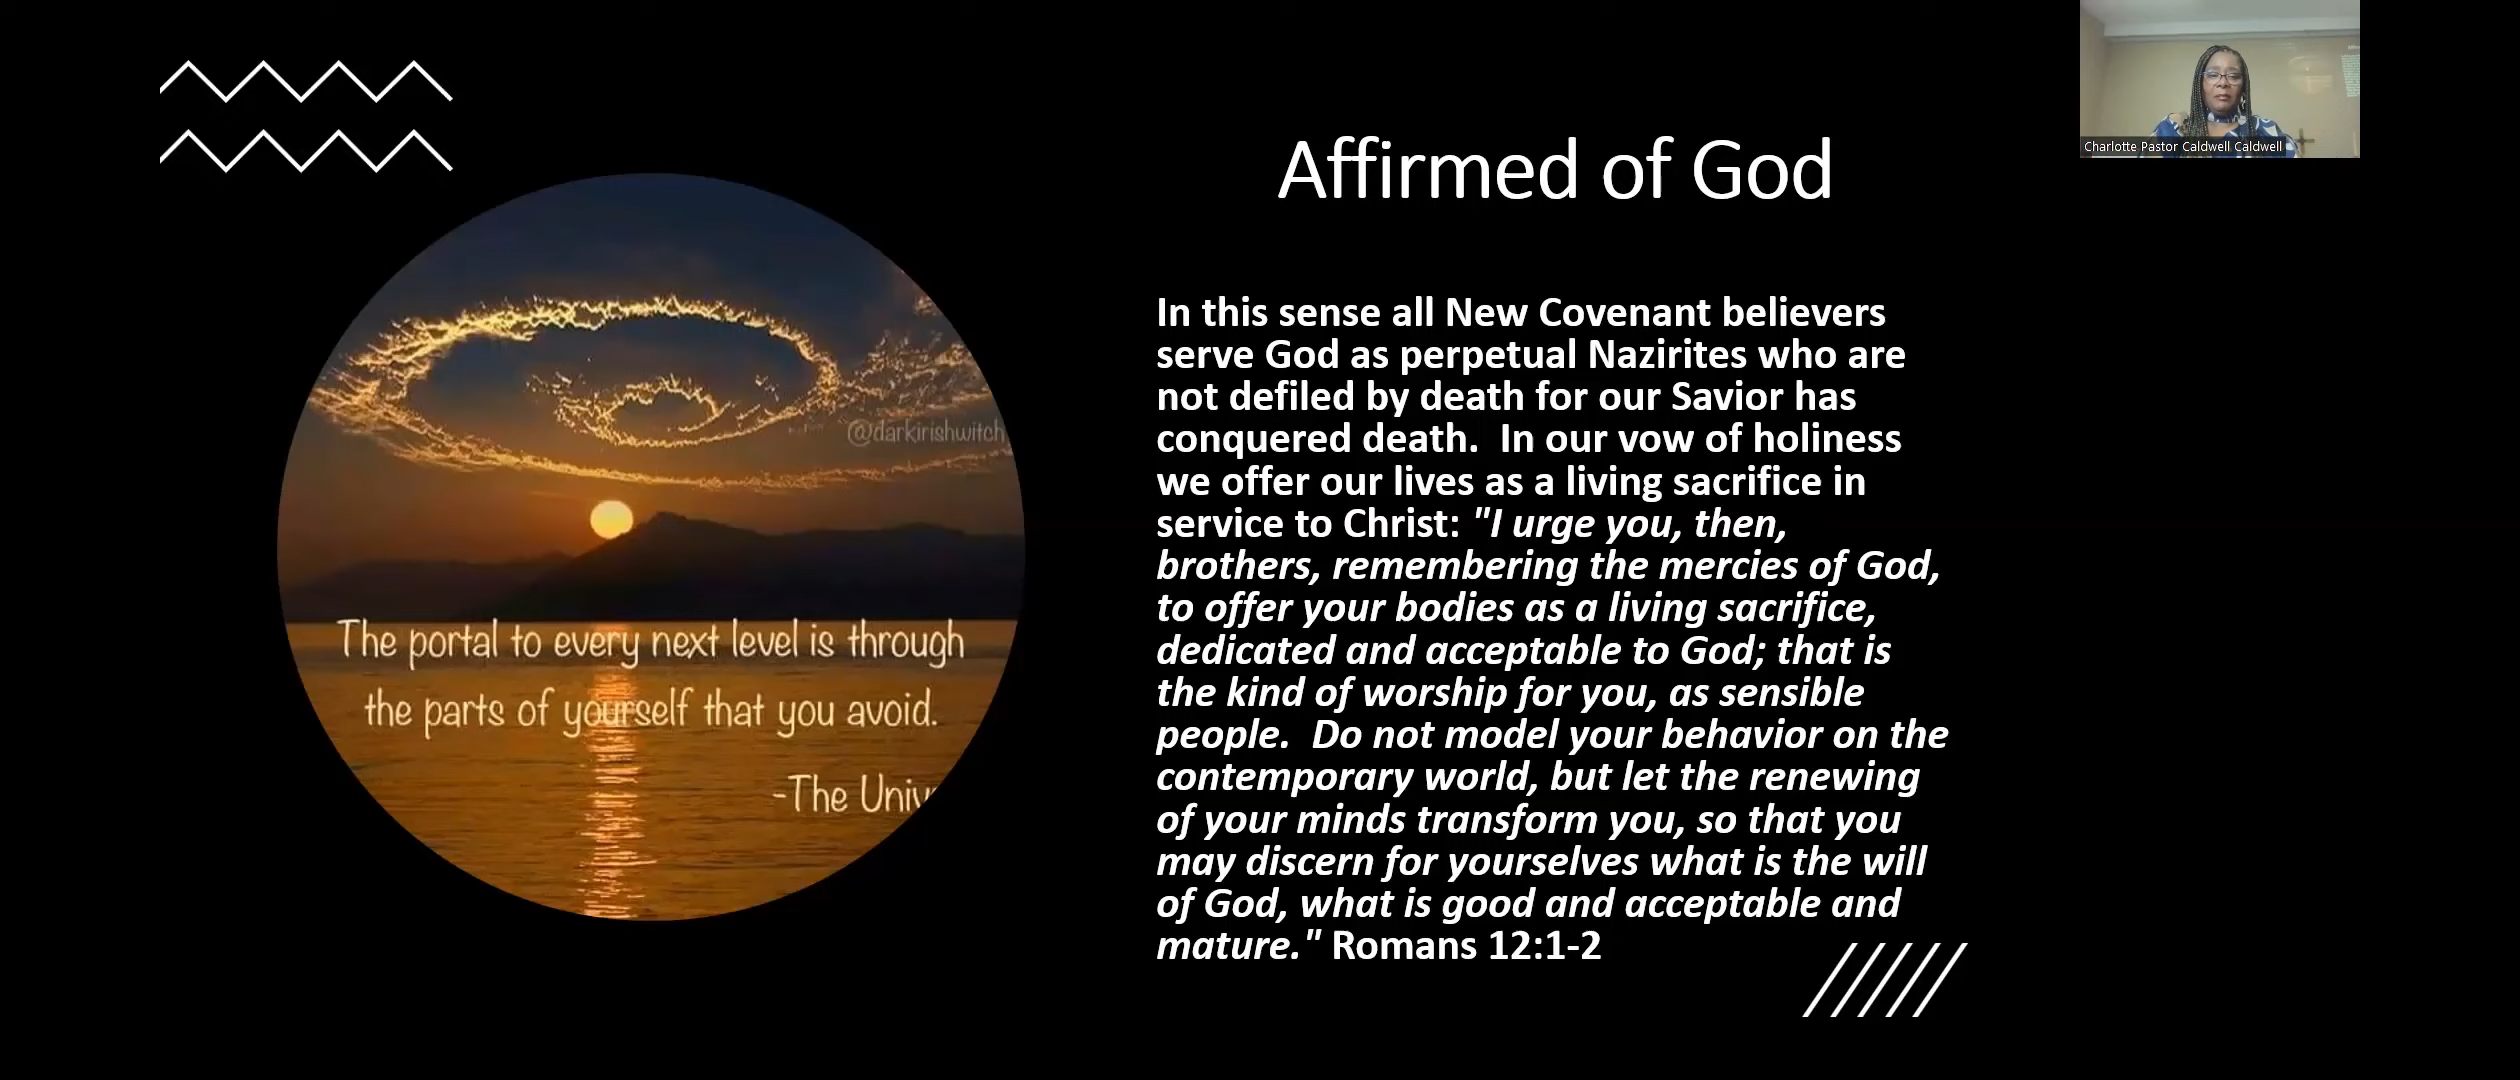 Affirmed of God
In this sense all New Covenant believers
serve God as perpetual Nazirites who are
not defiled by death for our Savior has
conquered death.  In our vow of holiness
we offer our lives as a living sacrifice in
service to Christ: "I urge you, then,
brothers, remembering the mercies of God,
to offer your bodies as a living sacrifice,
dedicated and acceptable to God; that is
the kind of worship for you, as sensible
people.  Do not model your behavior on the
contemporary world, but let the renewing
of your minds transform you, so that you
may discern for yourselves what is the will
of God, what is good and acceptable and
mature." Romans 12:1-2
@darkirishwitch
The portal to every next level is through
the parts of yourself that you avoid.
-The Univ
Charlotte Pastor Caldwell Caldwell